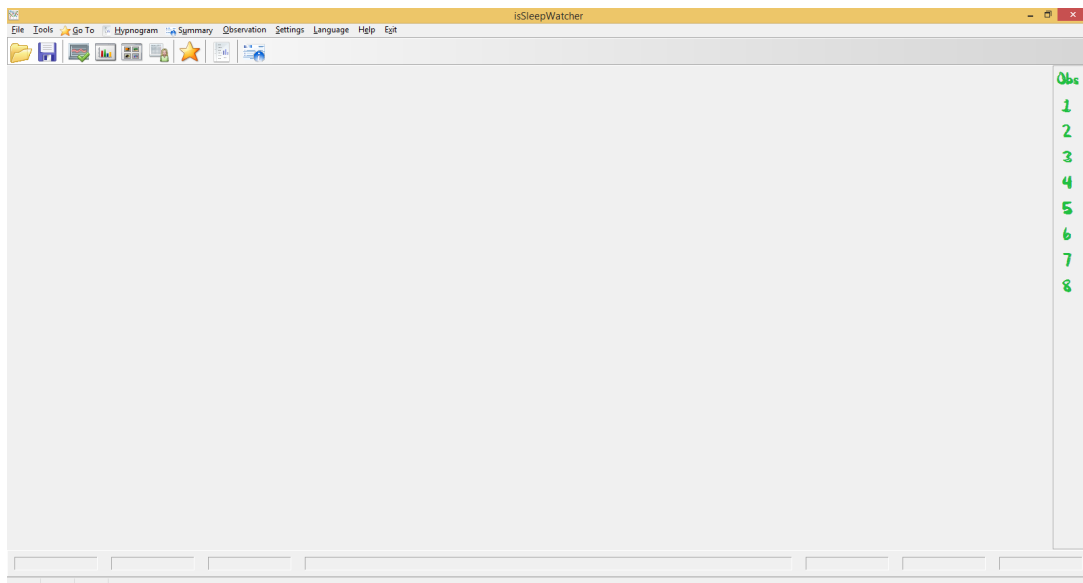 isSleepWatcher
File Tools Go To Hypnogram Summary Observation Settings Language Help Exit
Obs
1
2
3
4
5
6
7
8